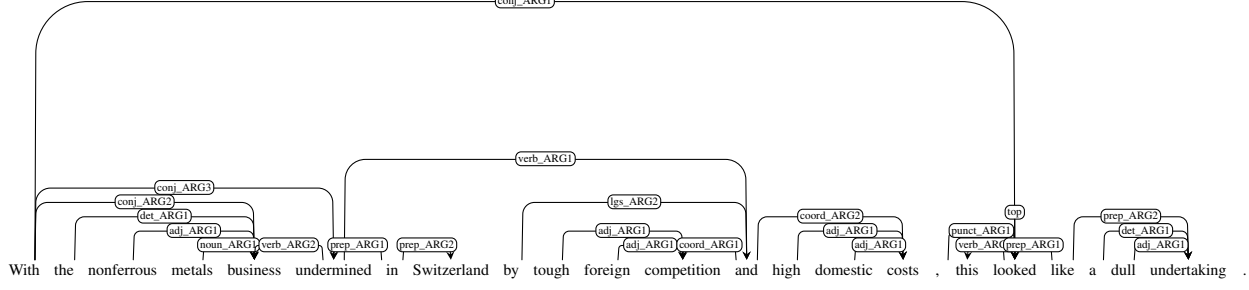 conj_ARG1
verb_ARG1
conj_ARG3
conj_ARG2 lgs_ARG2
det_ARG1 coord_ARG2 top prep_ARG2
adj_ARG1 adj_ARG1 adj_ARG1 punct_ARG1 det_ARG1
noun_ARG1 verb_ARG2 prep_ARG1 prep_ARG2 adj_ARG1 coord_ARG1 adj_ARG1 verb_ARG1 prep_ARG1 adj_ARG1
With the nonferrous metals business undermined in Switzerland by tough foreign competition and high domestic costs , this looked like a dull undertaking .